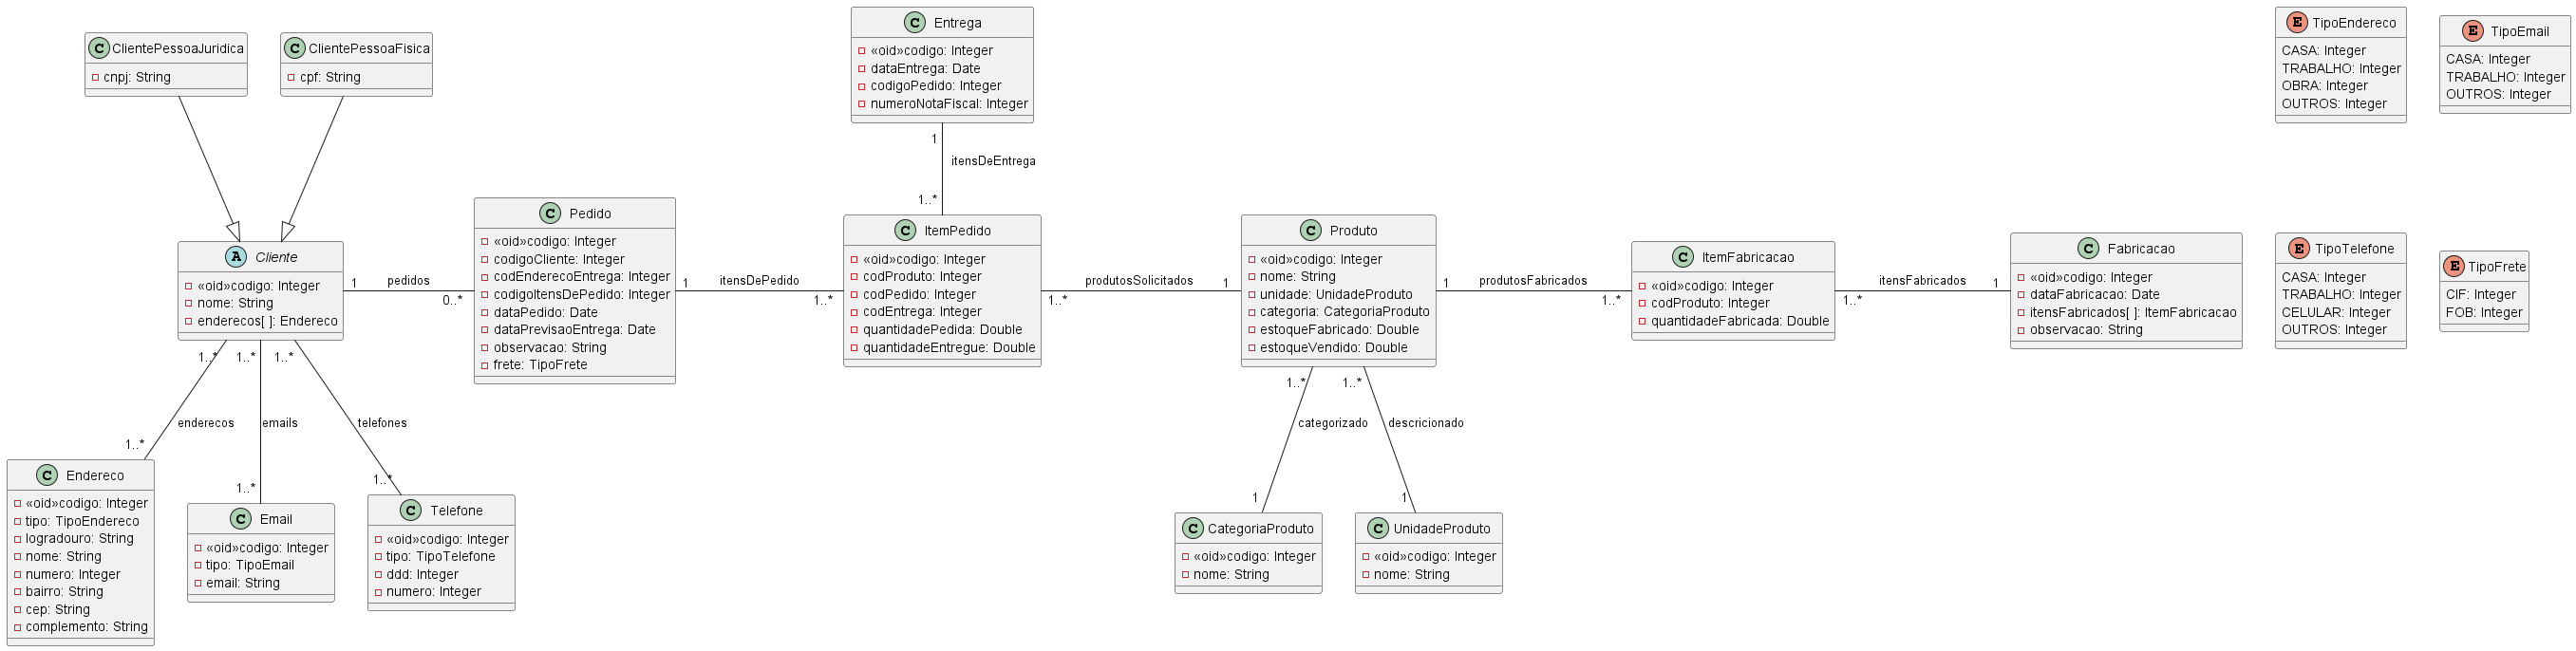 ClientePessoaJuridica
cnpj: String
ClientePessoaFisica
cpf: String
Entrega
«oid»codigo: Integer
dataEntrega: Date
codigoPedido: Integer
numeroNotaFiscal: Integer
TipoEndereco
CASA: Integer
TRABALHO: Integer
OBRA: Integer
OUTROS: Integer
TipoEmail
CASA: Integer
TRABALHO: Integer
OUTROS: Integer
1
itensDeEntrega
1..*
Cliente
«oid»codigo: Integer
nome: String
enderecos[ ]: Endereco
1
pedidos
0..*
Pedido
«oid»codigo: Integer
codigoCliente: Integer
codEnderecoEntrega: Integer
codigoItensDePedido: Integer
dataPedido: Date
dataPrevisaoEntrega: Date
observacao: String
frete: TipoFrete
1
itensDePedido
1..*
ItemPedido
«oid»codigo: Integer
codProduto: Integer
codPedido: Integer
codEntrega: Integer
quantidadePedida: Double
quantidadeEntregue: Double
1..*
produtosSolicitados
1
Produto
«oid»codigo: Integer
nome: String
unidade: UnidadeProduto
categoria: CategoriaProduto
estoqueFabricado: Double
estoqueVendido: Double
1
produtosFabricados
1..*
ItemFabricacao
«oid»codigo: Integer
codProduto: Integer
quantidadeFabricada: Double
1..*
itensFabricados
1
Fabricacao
«oid»codigo: Integer
dataFabricacao: Date
itensFabricados[ ]: ItemFabricacao
observacao: String
TipoTelefone
CASA: Integer
TRABALHO: Integer
CELULAR: Integer
OUTROS: Integer
TipoFrete
CIF: Integer
FOB: Integer
1..*
enderecos
1..*
1..*
emails
1..*
1..*
telefones
1..*
1..*
categorizado
1
1..*
descricionado
1
Endereco
«oid»codigo: Integer
tipo: TipoEndereco
logradouro: String
nome: String
numero: Integer
bairro: String
cep: String
complemento: String
Email
«oid»codigo: Integer
tipo: TipoEmail
email: String
Telefone
«oid»codigo: Integer
tipo: TipoTelefone
ddd: Integer
numero: Integer
CategoriaProduto
«oid»codigo: Integer
nome: String
UnidadeProduto
«oid»codigo: Integer
nome: String